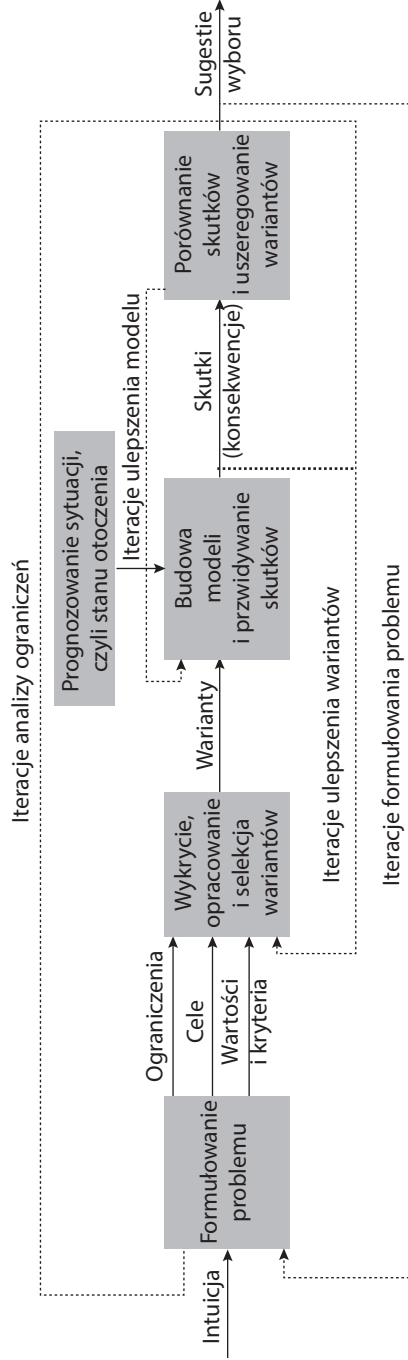 Iteracje analizy ograniczeń
Prognozowanie sytuacji,
czyli stanu otoczenia
Iteracje ulepszenia modelu
Intuicja
Formułowanie
problemu
Ograniczenia
Cele
Wartości
i kryteria
Wykrycie,
opracowanie
i selekcja
wariantów
Warianty
Budowa
modeli
i przwidywanie
skutków
Skutki
(konsekwencje)
Porównanie
skutków
i uszeregowanie
wariantów
Sugestie
wyboru
Iteracje ulepszenia wariantów
Iteracje formułowania problemu